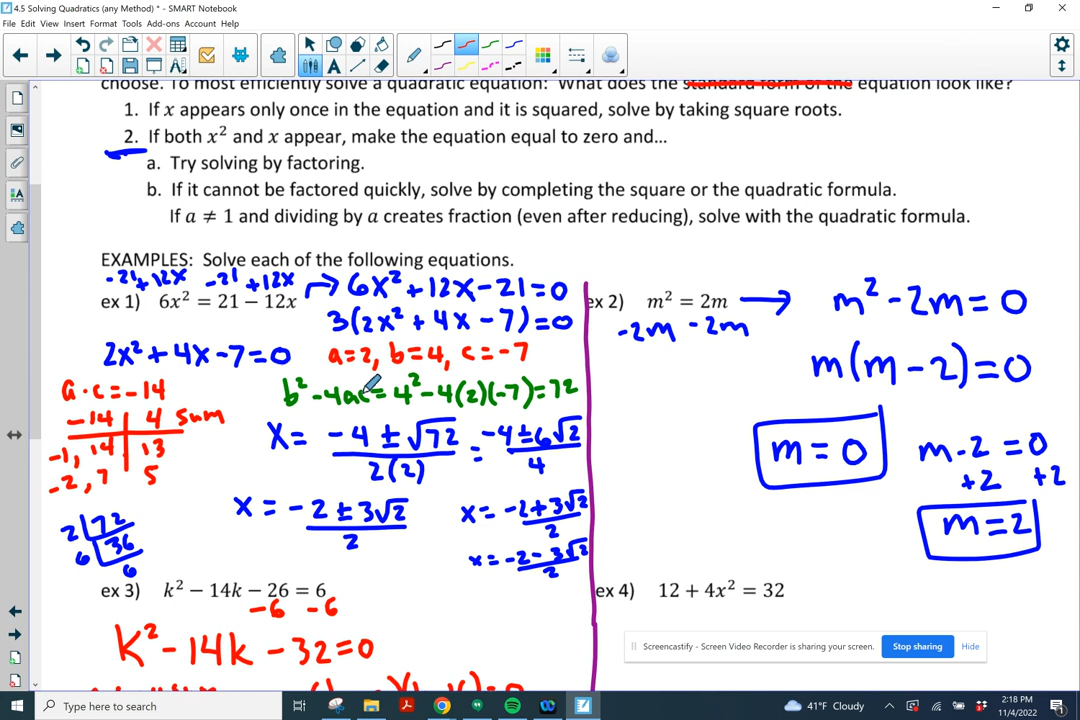 4.5 Solving Quadratics (any Method) * - SMART Notebook
File Edit View Insert Format Tools Add-ons Account Help
choose. To most efficiently solve a quadratic equation: What does the standard form of the equation look like?
1. If x appears only once in the equation and it is squared, solve by taking square roots.
2. If both x² and x appear, make the equation equal to zero and...
a. Try solving by factoring.
b. If it cannot be factored quickly, solve by completing the square or the quadratic formula.
If a ≠ 1 and dividing by a creates fraction (even after reducing), solve with the quadratic formula.
EXAMPLES: Solve each of the following equations.
-21+12x -21 +12x → 6x² + 12x - 21 = 0
ex 1) 6x² = 21 − 12x
3(2x² + 4x - 7) = 0
2x² + 4x - 7 = 0 a = 2, b = 4, c = -7
b² - 4ac = 4² - 4(2)(-7) = 72
a · c = -14
-14 | 4 sum
-1, 14 | 13
-2, 7 | 5
x = (-4 ± √72)/(2(2)) = (-4 ± 6√2)/4
x = (-2 ± 3√2)/2
x = (-2 + 3√2)/2
x = (-2 - 3√2)/2
2 | 72
6 | 36
6
ex 2) m² = 2m → m² - 2m = 0
-2m -2m
m(m - 2) = 0
m = 0
m - 2 = 0
+2 +2
m = 2
ex 3) k² − 14k − 26 = 6
-6 -6
k² - 14k - 32 = 0
ex 4) 12 + 4x² = 32
Screencastify - Screen Video Recorder is sharing your screen.
Stop sharing
Hide
Type here to search
41°F Cloudy
2:18 PM
11/4/2022